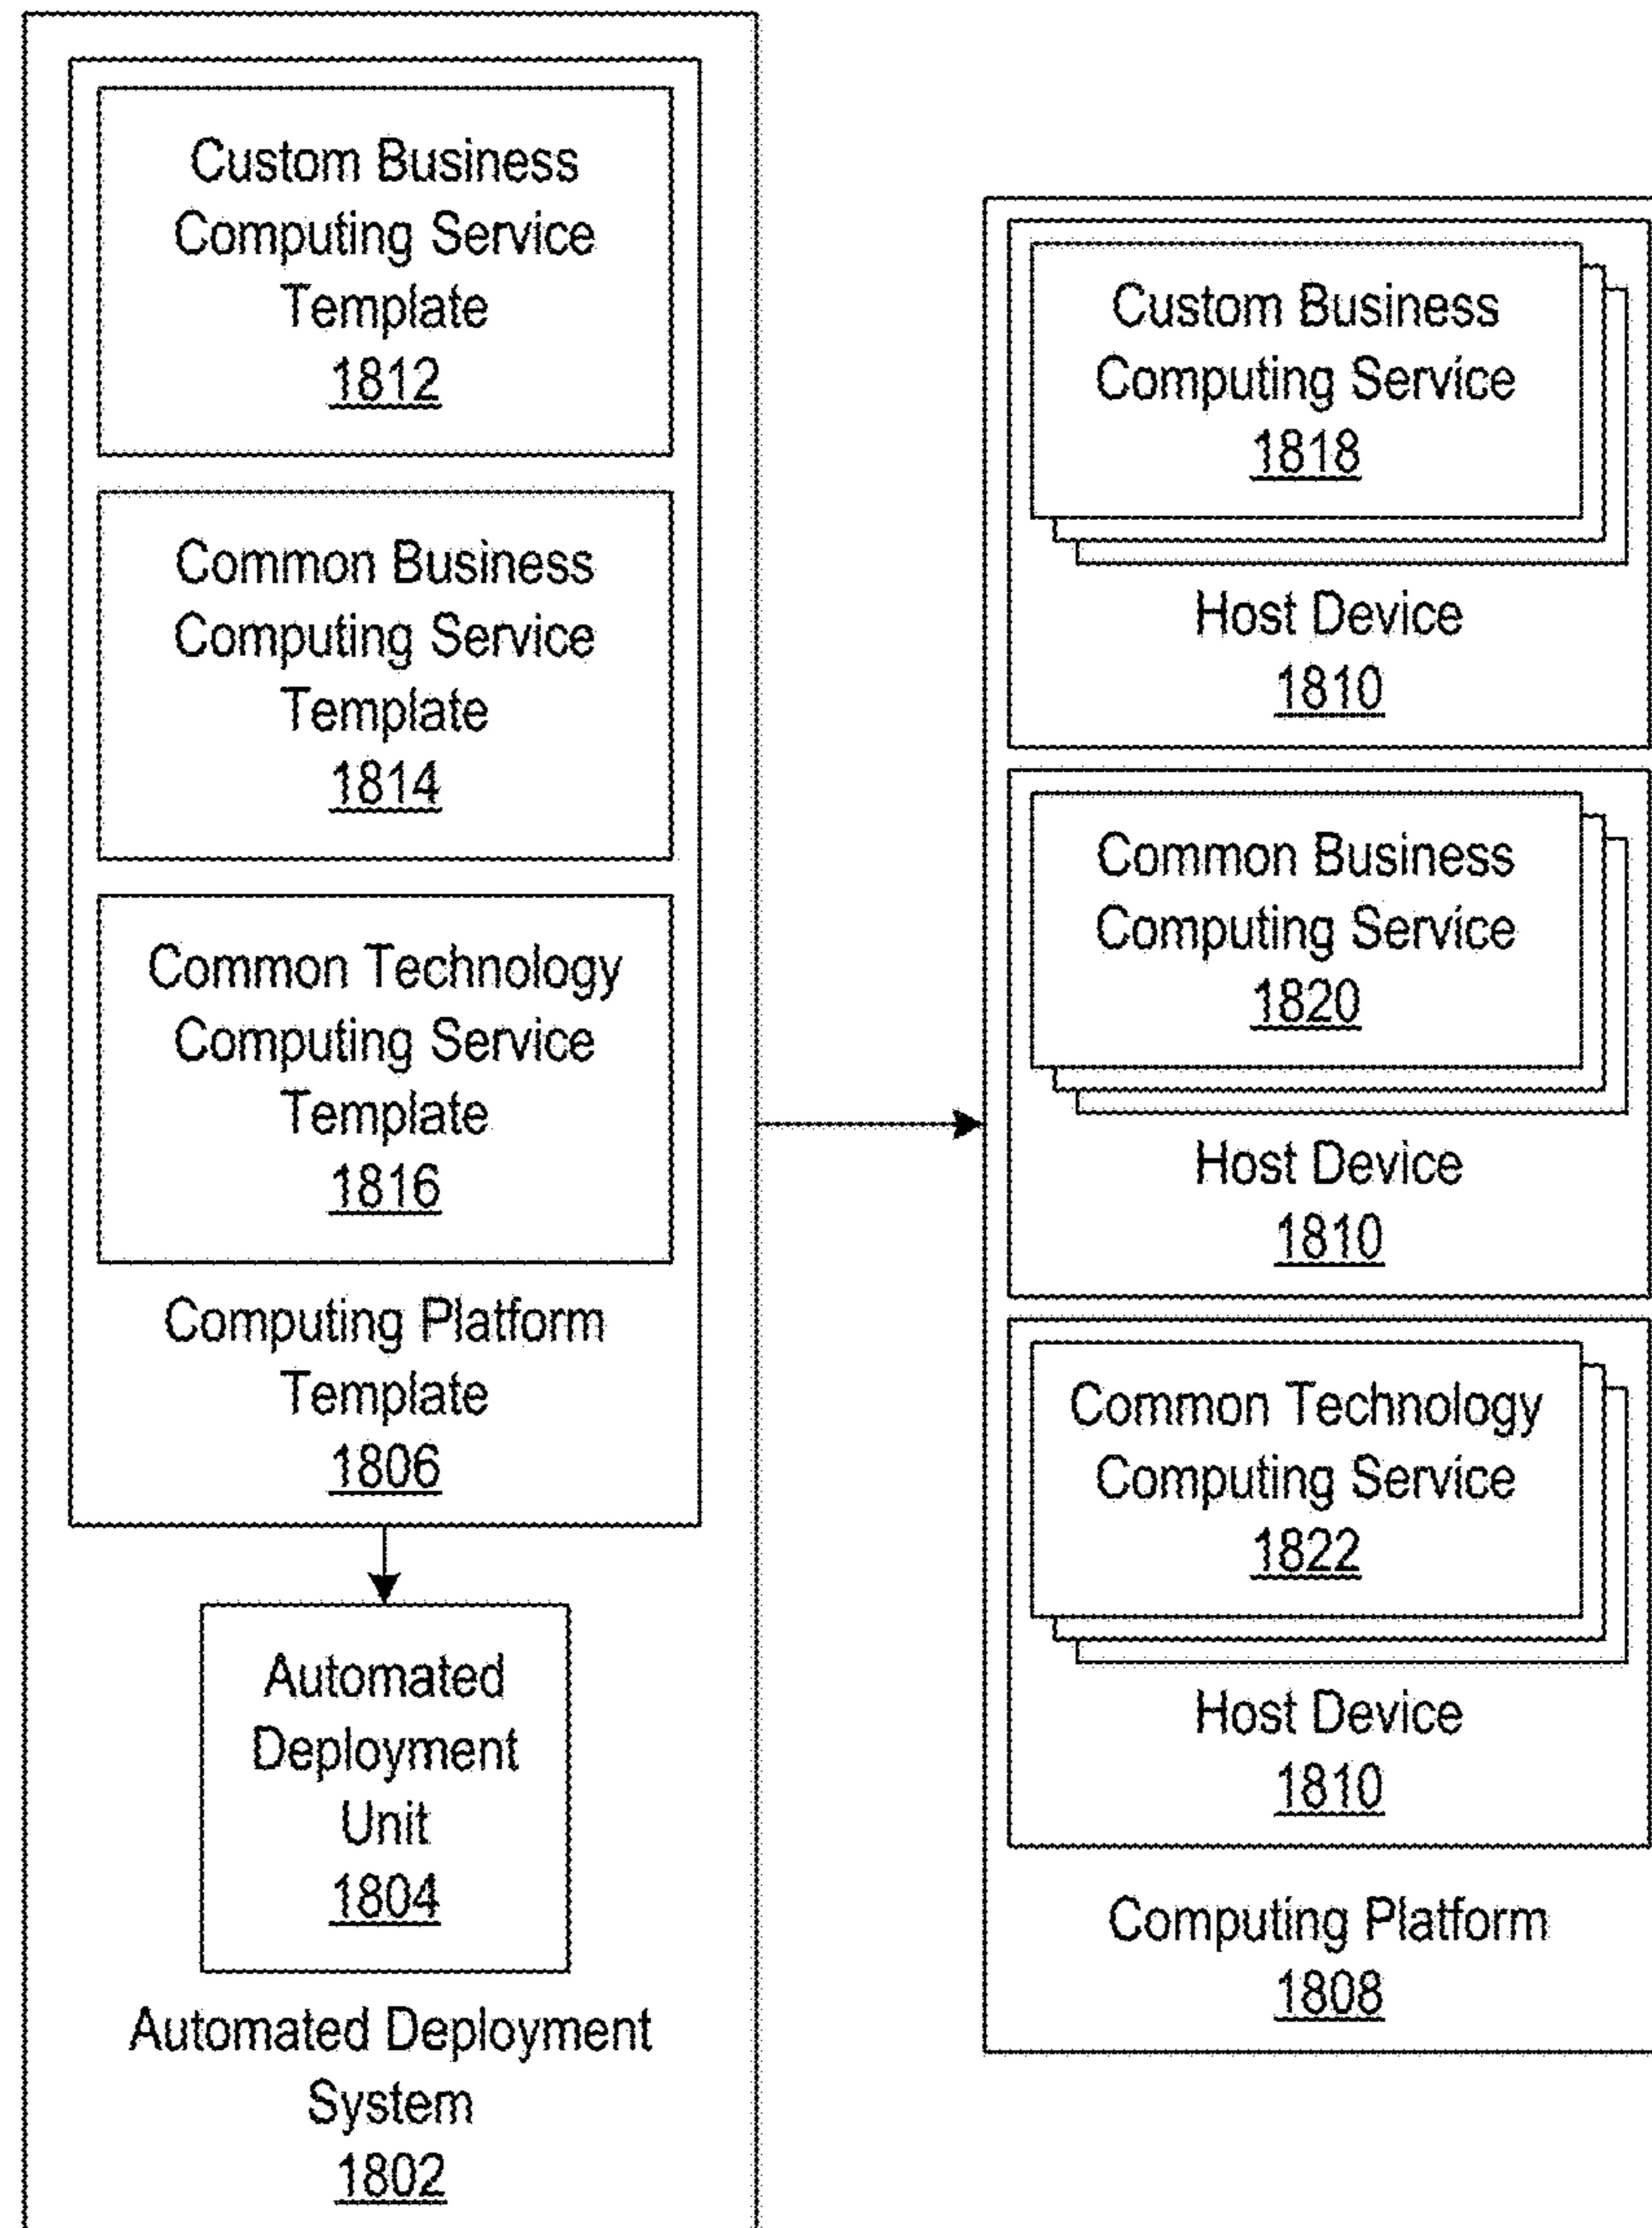 Custom Business
Computing Service
Template
1812
Common Business
Computing Service
Template
1814
Common Technology
Computing Service
Template
1816
Computing Platform
Template
1806
Automated
Deployment
Unit
1804
Automated Deployment
System
1802
Custom Business
Computing Service
1818
Host Device
1810
Common Business
Computing Service
1820
Host Device
1810
Common Technology
Computing Service
1822
Host Device
1810
Computing Platform
1808